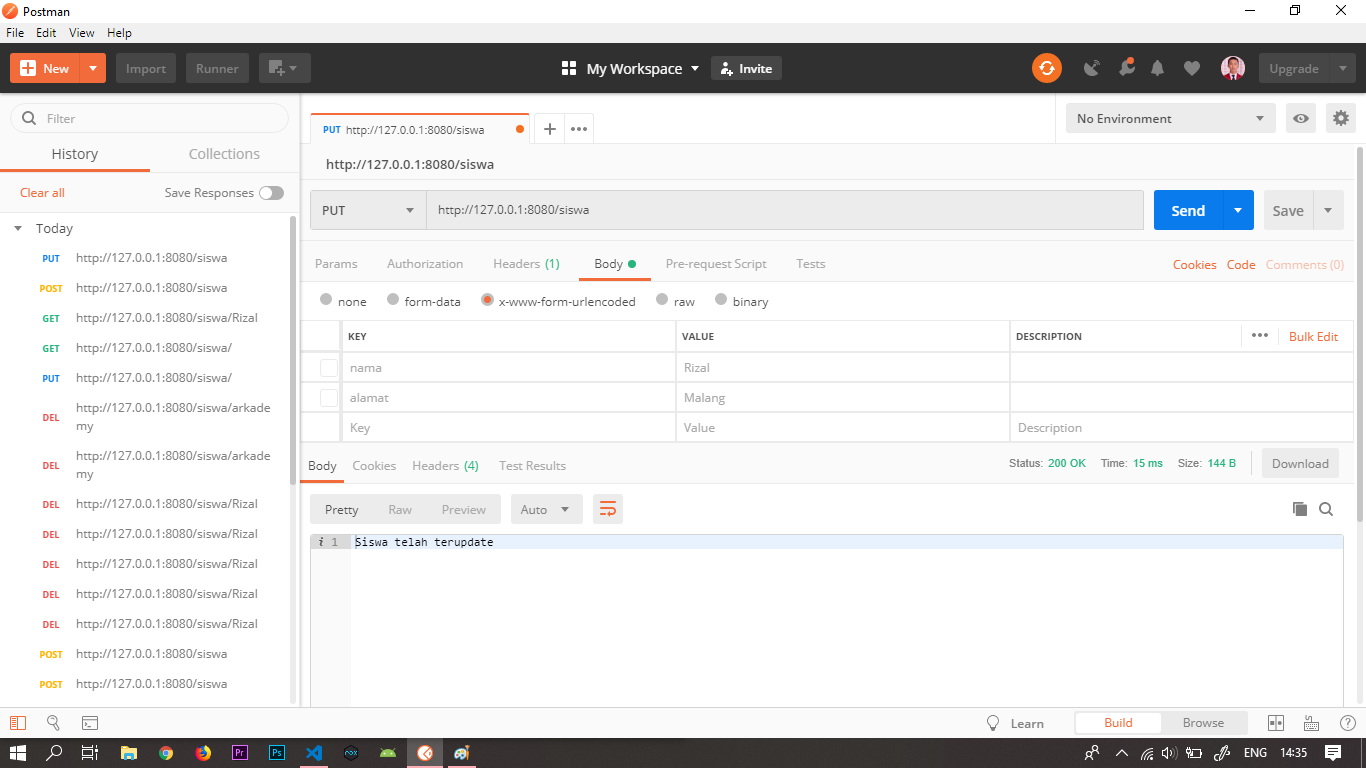 Postman
File Edit View Help
New Import Runner My Workspace Invite Upgrade
Filter
History Collections
Clear all Save Responses
Today
PUT http://127.0.0.1:8080/siswa
POST http://127.0.0.1:8080/siswa
GET http://127.0.0.1:8080/siswa/Rizal
GET http://127.0.0.1:8080/siswa/
PUT http://127.0.0.1:8080/siswa/
DEL http://127.0.0.1:8080/siswa/arkade
my
DEL http://127.0.0.1:8080/siswa/arkade
my
DEL http://127.0.0.1:8080/siswa/Rizal
DEL http://127.0.0.1:8080/siswa/Rizal
DEL http://127.0.0.1:8080/siswa/Rizal
DEL http://127.0.0.1:8080/siswa/Rizal
DEL http://127.0.0.1:8080/siswa/Rizal
POST http://127.0.0.1:8080/siswa
POST http://127.0.0.1:8080/siswa
PUT http://127.0.0.1:8080/siswa
No Environment
http://127.0.0.1:8080/siswa
PUT http://127.0.0.1:8080/siswa Send Save
Params Authorization Headers (1) Body Pre-request Script Tests Cookies Code Comments (0)
none form-data x-www-form-urlencoded raw binary
KEY VALUE DESCRIPTION Bulk Edit
nama Rizal
alamat Malang
Key Value Description
Body Cookies Headers (4) Test Results Status: 200 OK Time: 15 ms Size: 144 B Download
Pretty Raw Preview Auto
i 1 Siswa telah terupdate
Learn Build Browse
Pr Ps nox ENG 14:35